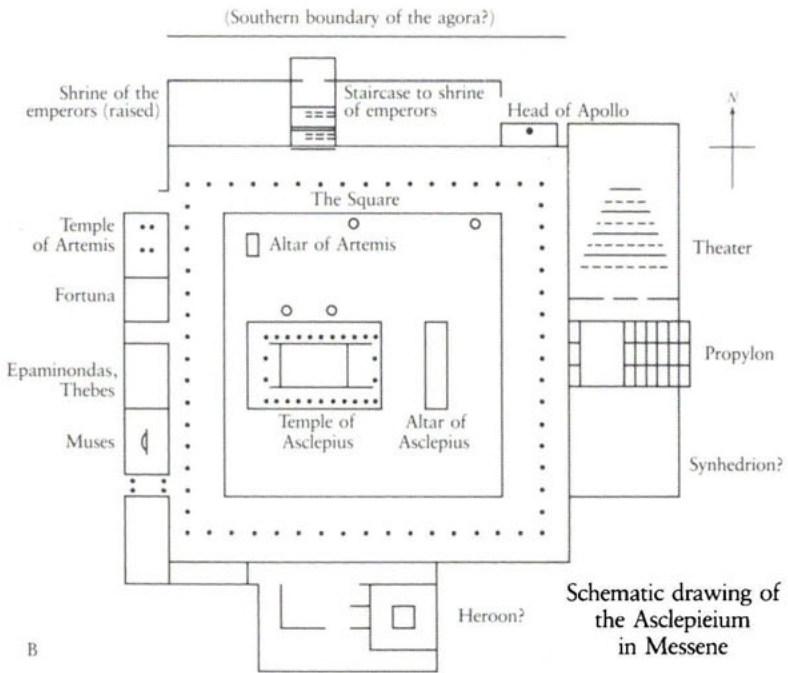 (Southern boundary of the agora?)
Shrine of the
emperors (raised)
Staircase to shrine
of emperors
Head of Apollo
N
The Square
Temple
of Artemis
Altar of Artemis
Theater
Fortuna
Epaminondas,
Thebes
Propylon
Temple of
Asclepius
Altar of
Asclepius
Muses
Synhedrion?
Heroon?
Schematic drawing of
the Asclepieium
in Messene
B